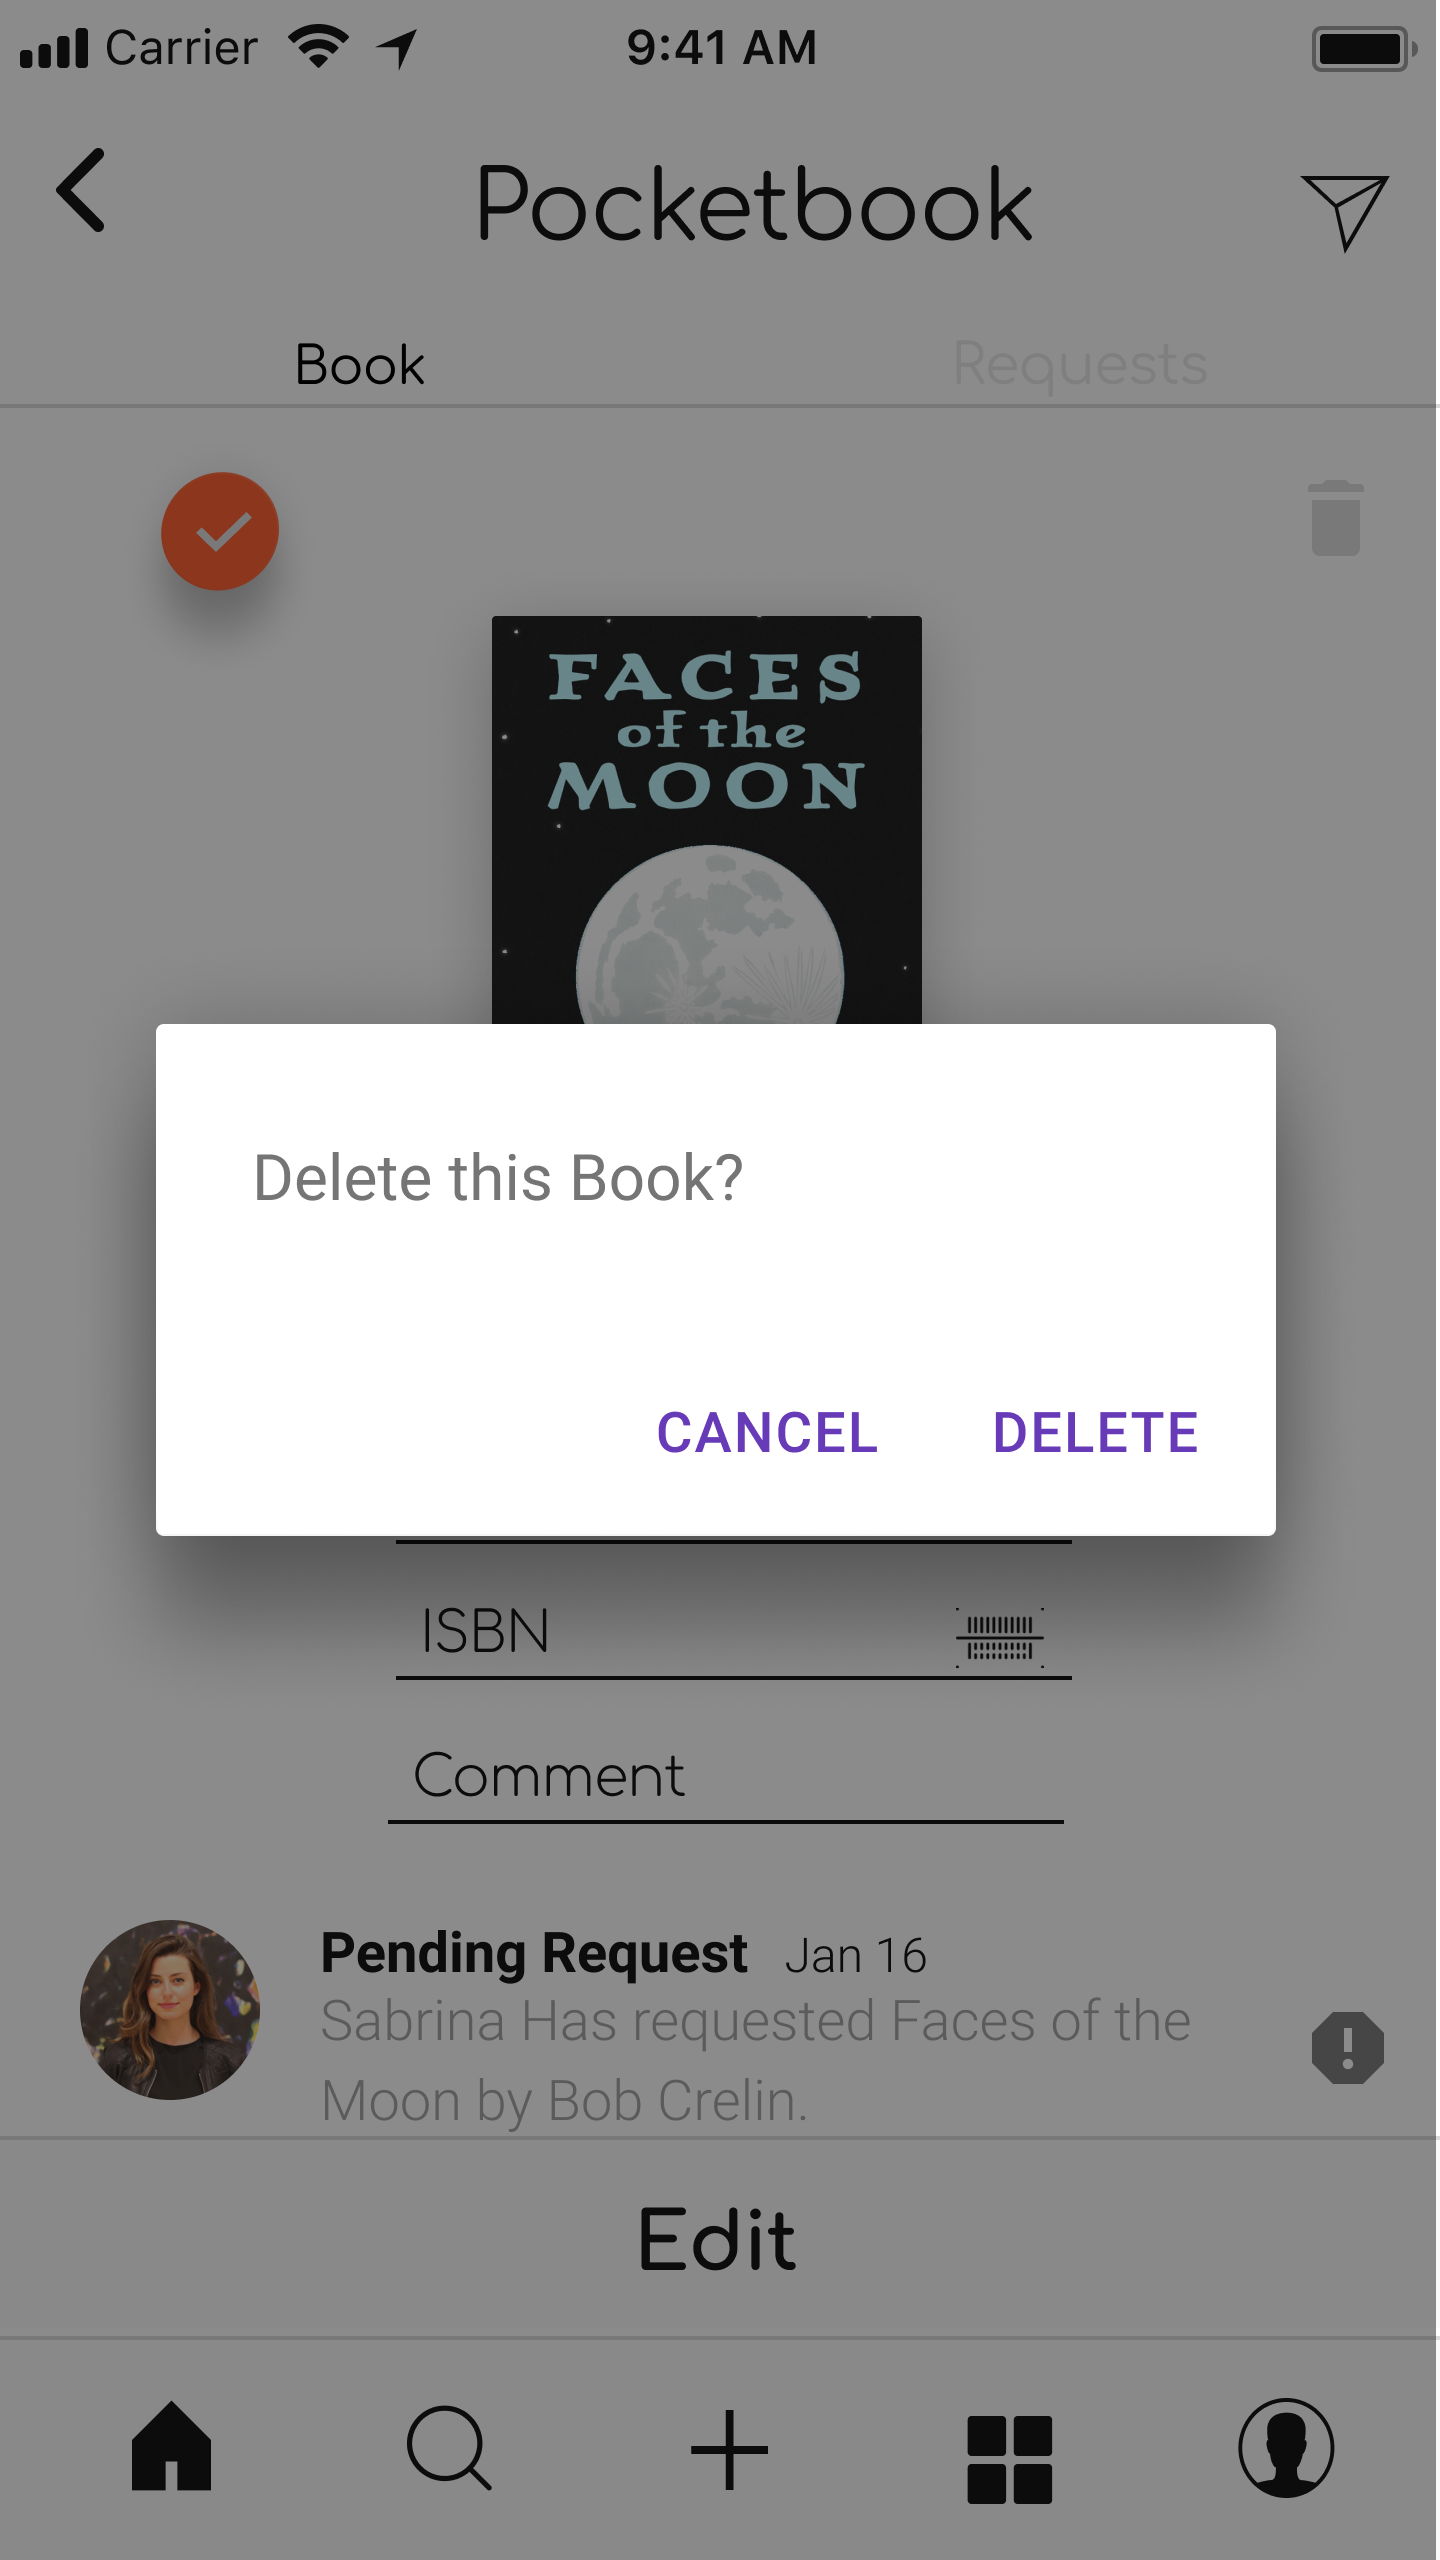 Carrier 9:41 AM
Pocketbook
Book Requests
FACES
of the
MOON
Delete this Book?
CANCEL DELETE
ISBN
Comment
Pending Request Jan 16
Sabrina Has requested Faces of the
Moon by Bob Crelin.
Edit